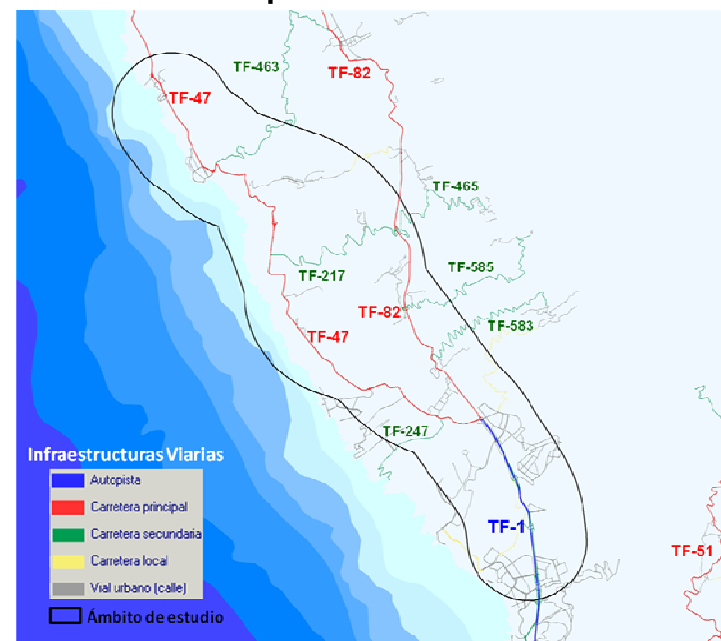 TF-463
TF-82
TF-47
TF-465
TF-585
TF-217
TF-82
TF-583
TF-47
TF-247
Infraestructuras Viarias
Autopista
Carretera principal
Carretera secundaria
Carretera local
Vial urbano (calle)
Ámbito de estudio
TF-1
TF-51